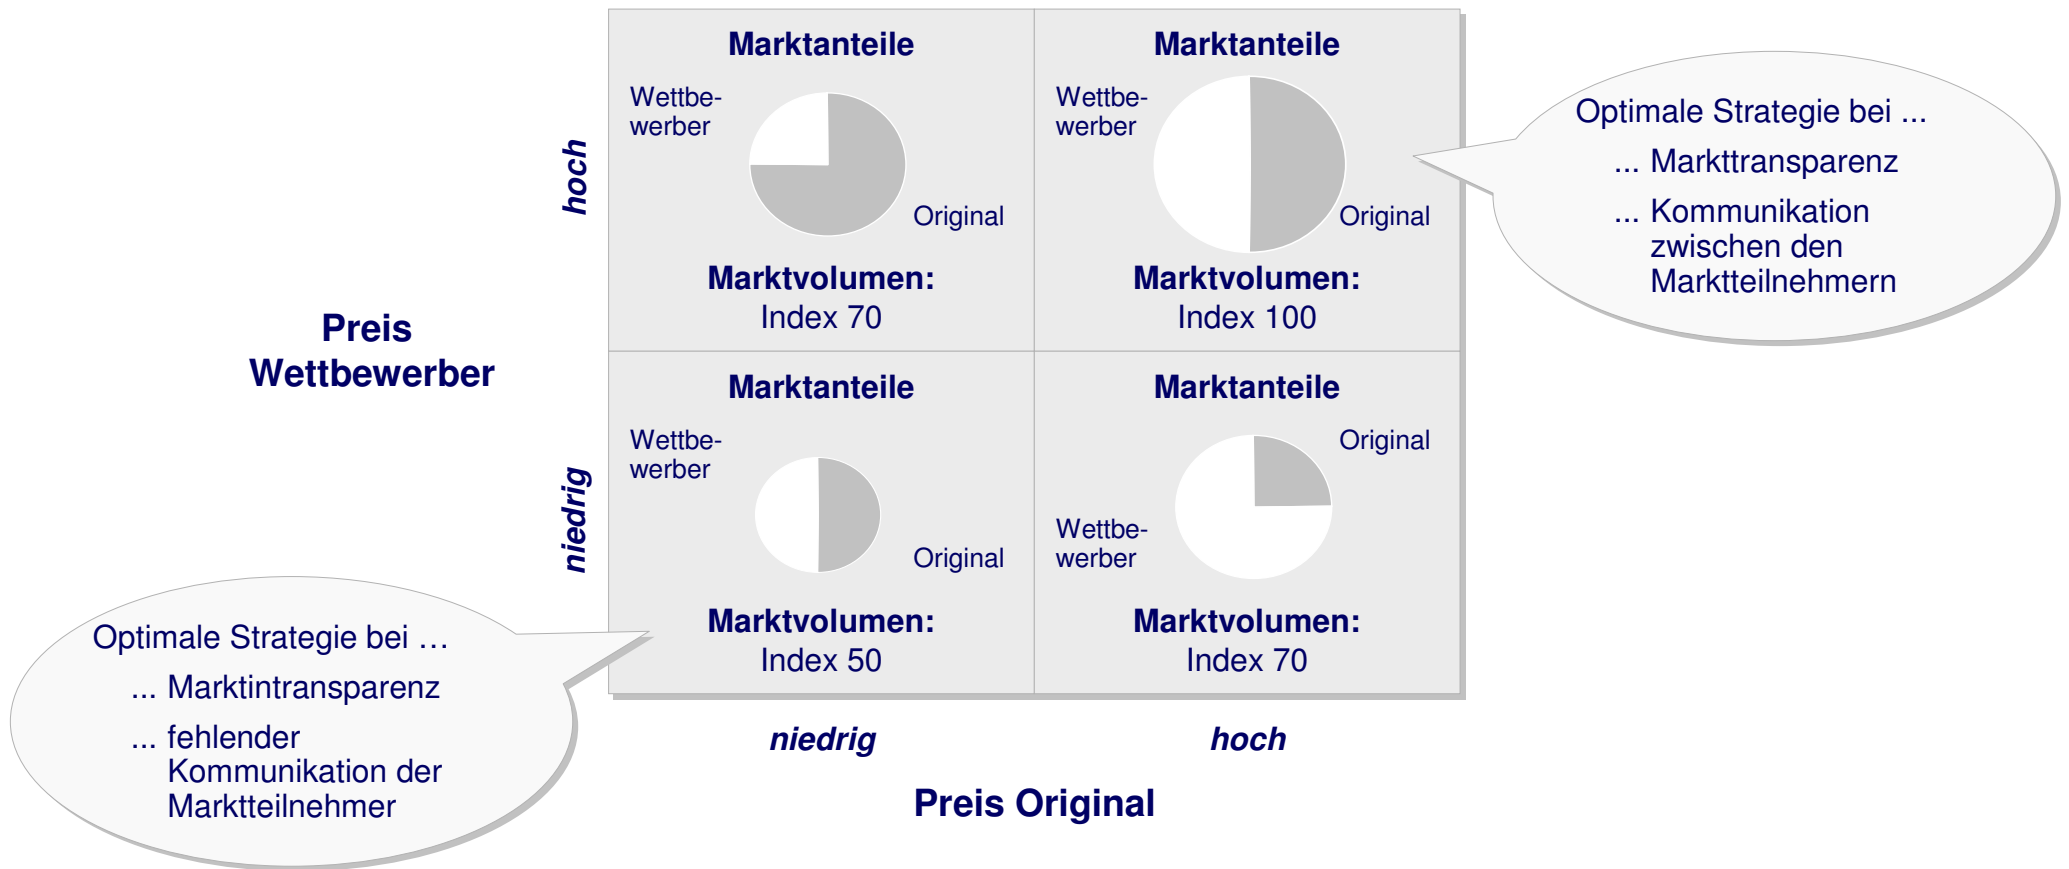 Marktanteile
Wettbe-
werber
Original
Marktvolumen:
Index 70
Marktanteile
Wettbe-
werber
Original
Marktvolumen:
Index 100
Optimale Strategie bei ...
... Markttransparenz
... Kommunikation
zwischen den
Marktteilnehmern
hoch
Preis
Wettbewerber
niedrig
Marktanteile
Wettbe-
werber
Original
Marktvolumen:
Index 50
Marktanteile
Original
Wettbe-
werber
Marktvolumen:
Index 70
Optimale Strategie bei …
... Marktintransparenz
... fehlender
Kommunikation der
Marktteilnehmer
niedrig
hoch
Preis Original